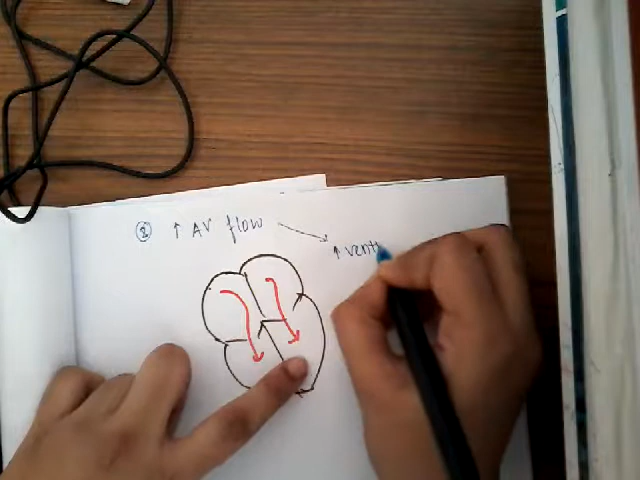 ② ↑ AV flow
↑ vent